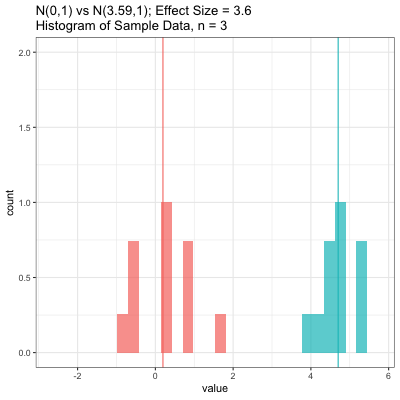 N(0,1) vs N(3.59,1); Effect Size = 3.6
Histogram of Sample Data, n = 3
2.0
1.5
1.0
0.5
0.0
count
-2 0 2 4 6
value